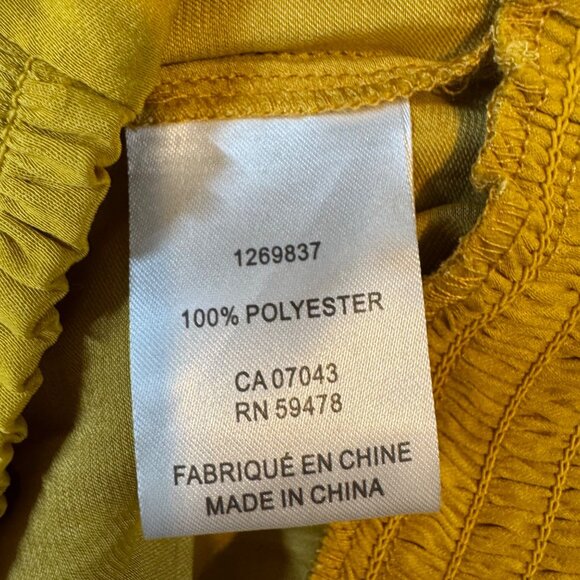 1269837
100% POLYESTER
CA 07043
RN 59478
FABRIQUÉ EN CHINE
MADE IN CHINA